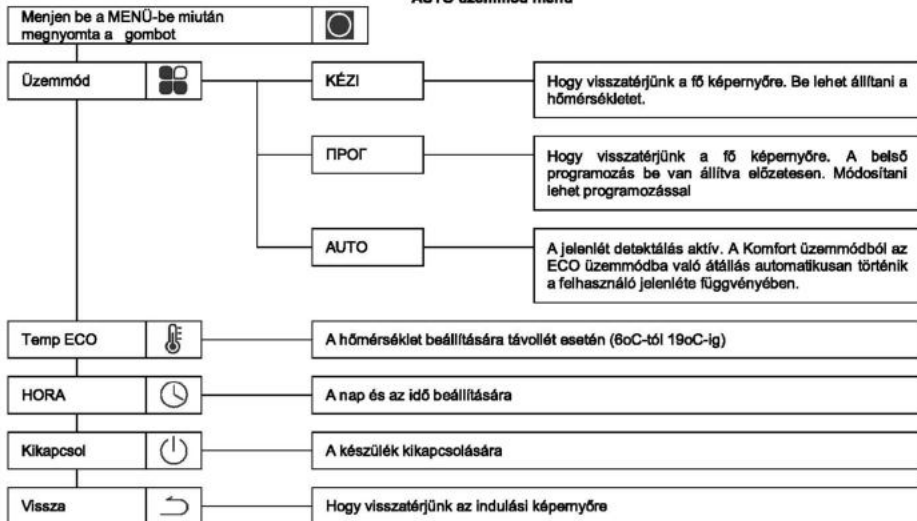 AUTO üzemmód menü
Menjen be a MENÜ-be miután
megnyomta a gombot
Üzemmód
KÉZI
Hogy visszatérjünk a fő képernyőre. Be lehet állítani a
hőmérsékletet.
ПРОГ
Hogy visszatérjünk a fő képernyőre. A belső
programozás be van állítva előzetesen. Módosítani
lehet programozással
AUTO
A jelenlét detektálás aktív. A Komfort üzemmódból az
ECO üzemmódba való átállás automatikusan történik
a felhasználó jelenléte függvényében.
Temp ECO
A hőmérséklet beállítására távollét esetén (6oC-tól 19oC-ig)
HORA
A nap és az idő beállítására
Kikapcsol
A készülék kikapcsolására
Vissza
Hogy visszatérjünk az indulási képernyőre